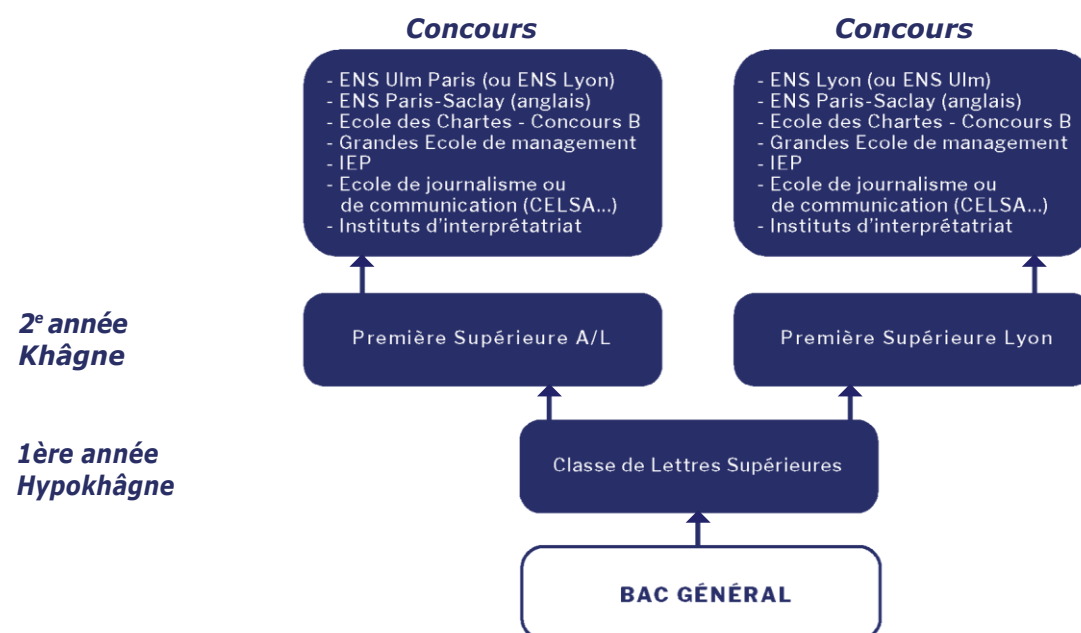 Concours
- ENS Ulm Paris (ou ENS Lyon)
- ENS Paris-Saclay (anglais)
- Ecole des Chartes - Concours B
- Grandes Ecole de management
- IEP
- Ecole de journalisme ou
de communication (CELSA...)
- Instituts d'interprétatriat
Concours
- ENS Lyon (ou ENS Ulm)
- ENS Paris-Saclay (anglais)
- Ecole des Chartes - Concours B
- Grandes Ecole de management
- IEP
- Ecole de journalisme ou
de communication (CELSA...)
- Instituts d'interprétatriat
2e année
Khâgne
Première Supérieure A/L
Première Supérieure Lyon
1ère année
Hypokhâgne
Classe de Lettres Supérieures
BAC GÉNÉRAL